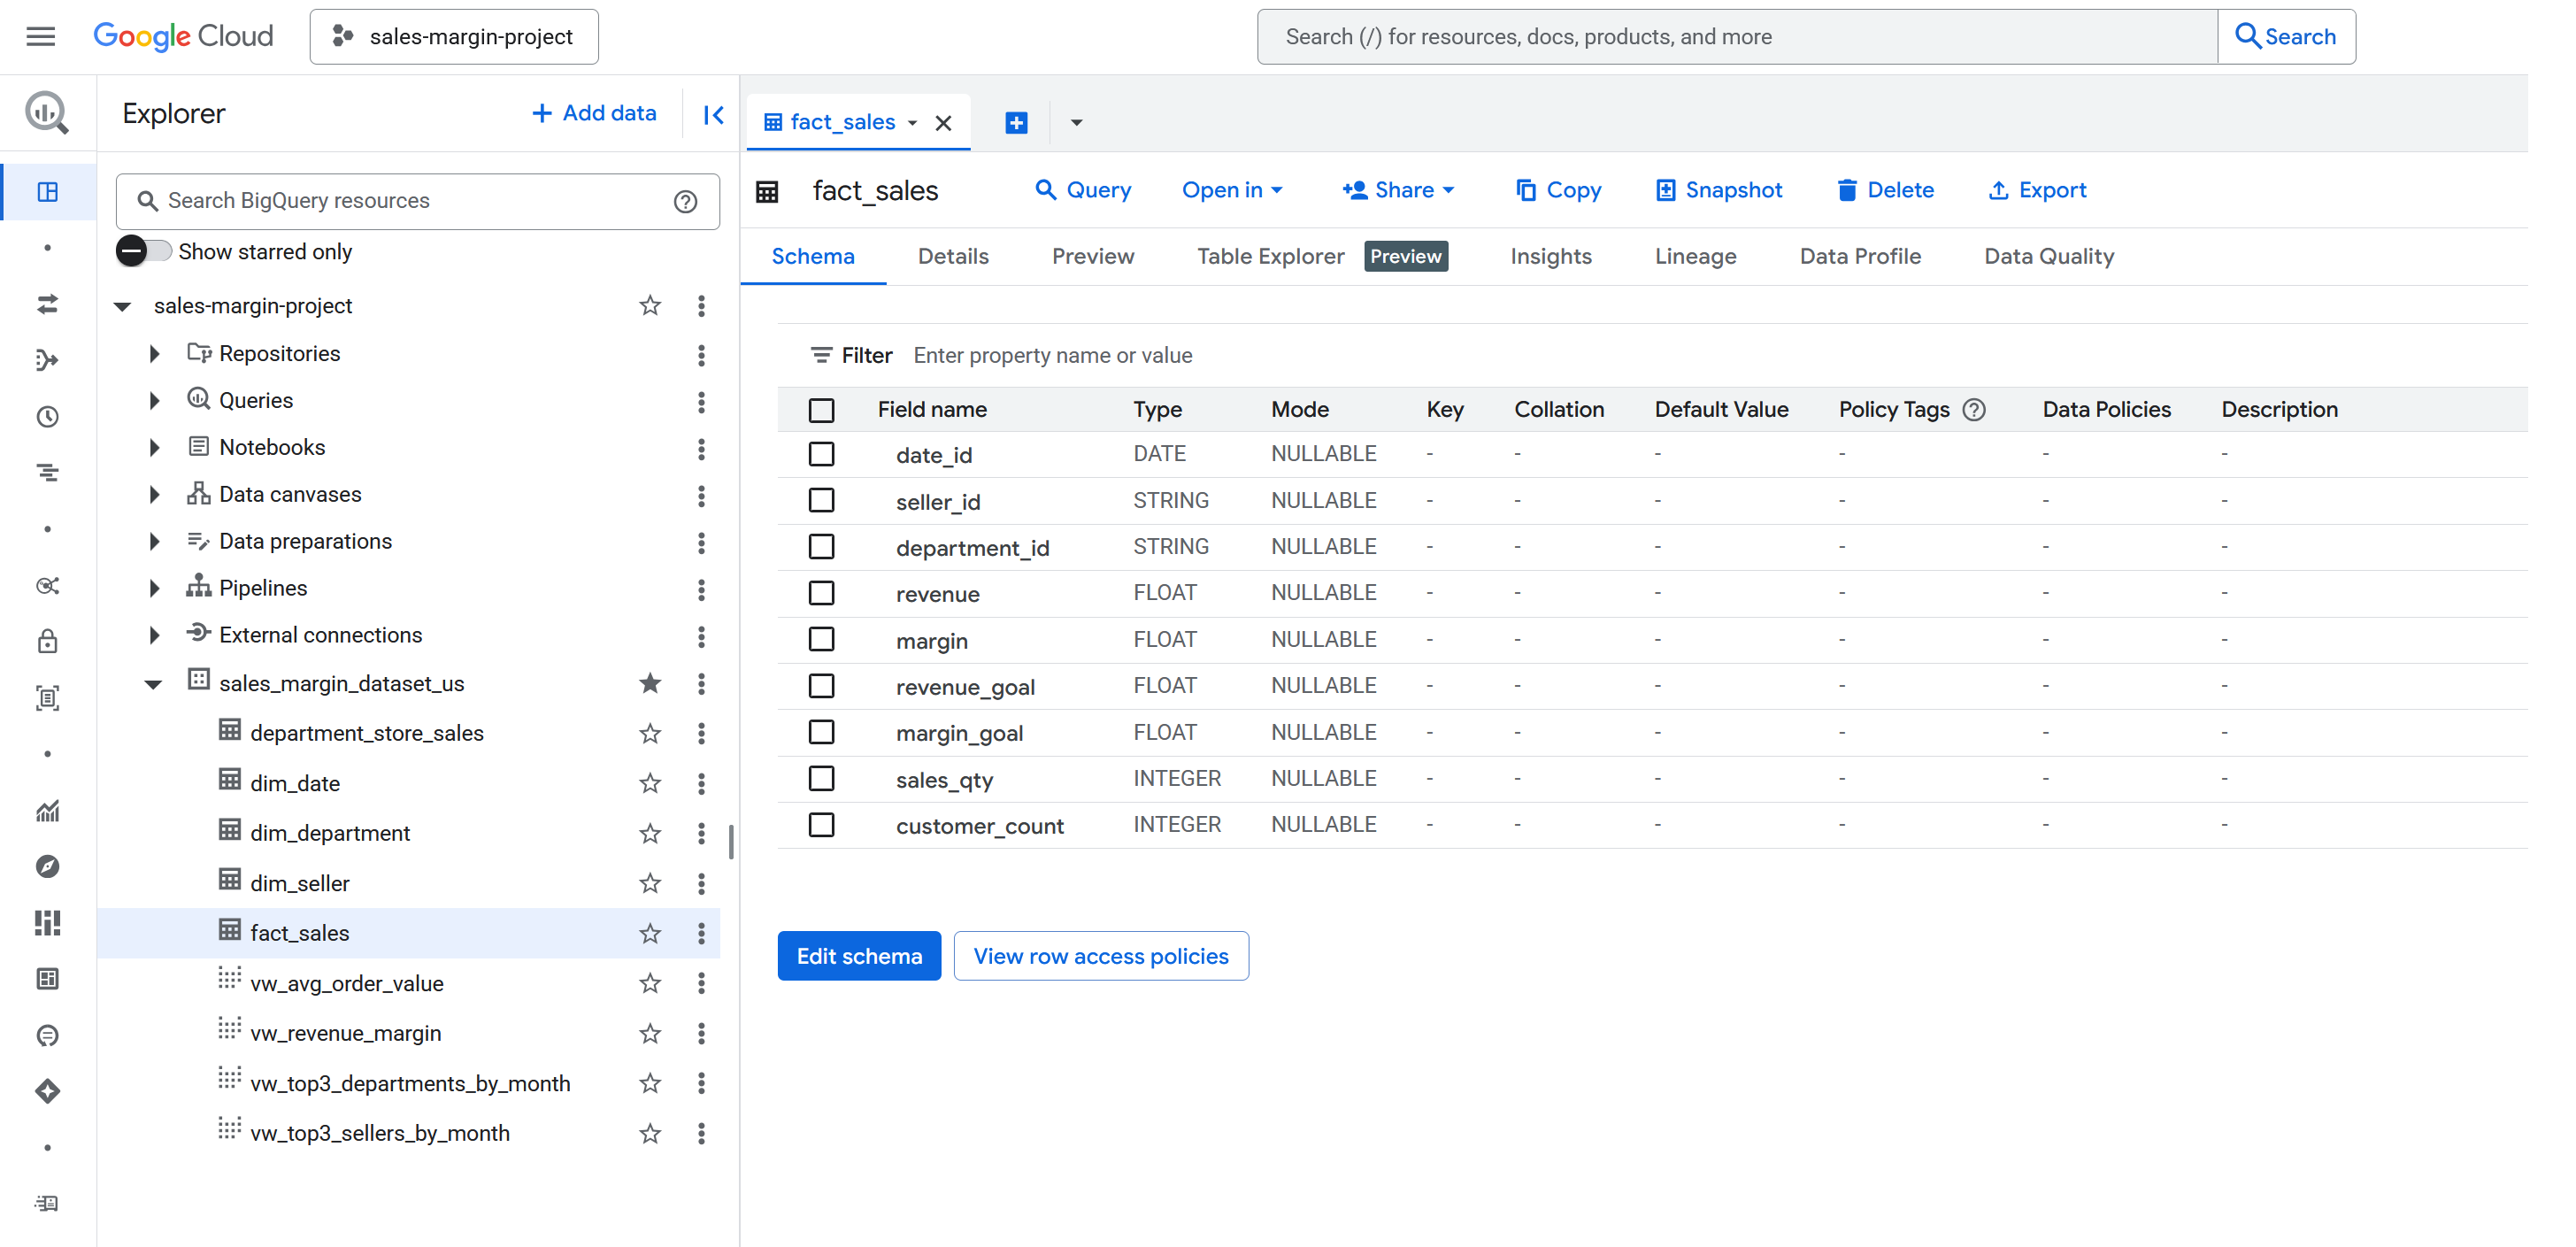 Google Cloud
sales-margin-project
Search (/) for resources, docs, products, and more
Search
Explorer
Add data
Search BigQuery resources
Show starred only
sales-margin-project
Repositories
Queries
Notebooks
Data canvases
Data preparations
Pipelines
External connections
sales_margin_dataset_us
department_store_sales
dim_date
dim_department
dim_seller
fact_sales
vw_avg_order_value
vw_revenue_margin
vw_top3_departments_by_month
vw_top3_sellers_by_month
fact_sales
fact_sales Query Open in Share Copy Snapshot Delete Export
Schema Details Preview Table Explorer Preview Insights Lineage Data Profile Data Quality
Filter Enter property name or value
Field name Type Mode Key Collation Default Value Policy Tags Data Policies Description
date_id DATE NULLABLE - - - - - -
seller_id STRING NULLABLE - - - - - -
department_id STRING NULLABLE - - - - - -
revenue FLOAT NULLABLE - - - - - -
margin FLOAT NULLABLE - - - - - -
revenue_goal FLOAT NULLABLE - - - - - -
margin_goal FLOAT NULLABLE - - - - - -
sales_qty INTEGER NULLABLE - - - - - -
customer_count INTEGER NULLABLE - - - - - -
Edit schema View row access policies